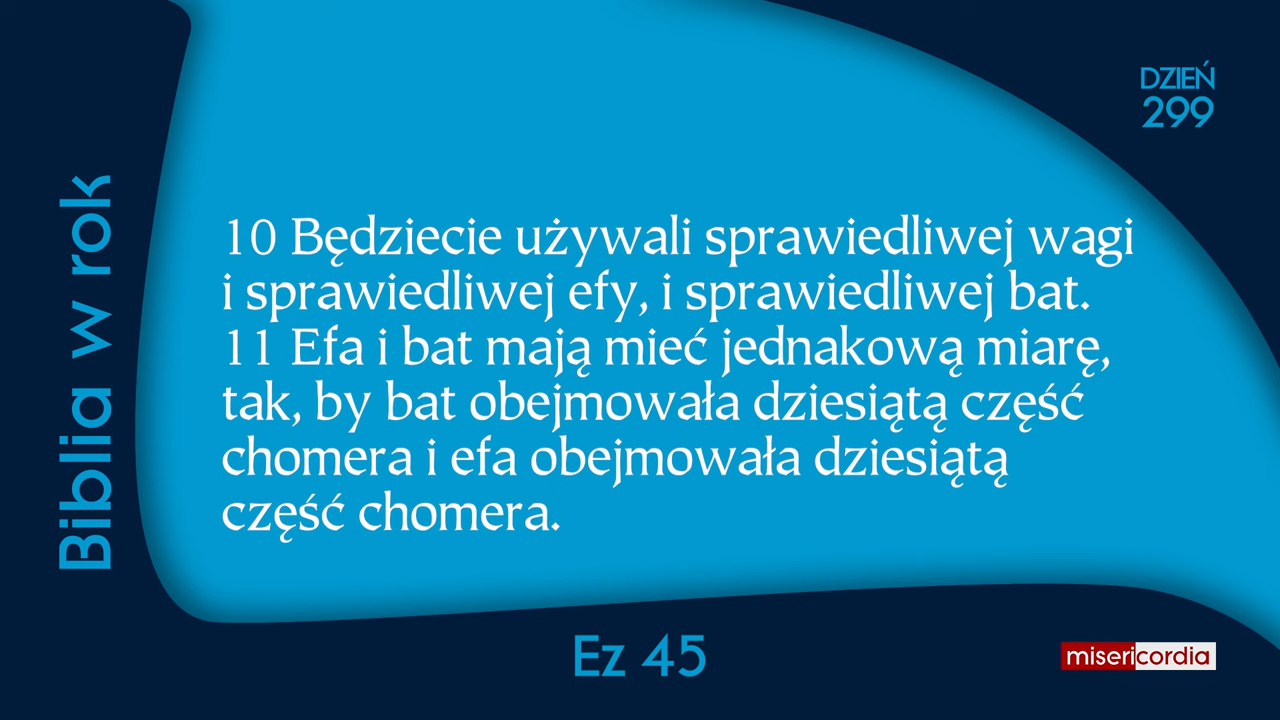 DZIEŃ
299
Biblia w rok
10 Będziecie używali sprawiedliwej wagi
i sprawiedliwej efy, i sprawiedliwej bat.
11 Efa i bat mają mieć jednakową miarę,
tak, by bat obejmowała dziesiątą część
chomera i efa obejmowała dziesiątą
część chomera.
Ez 45
misericordia